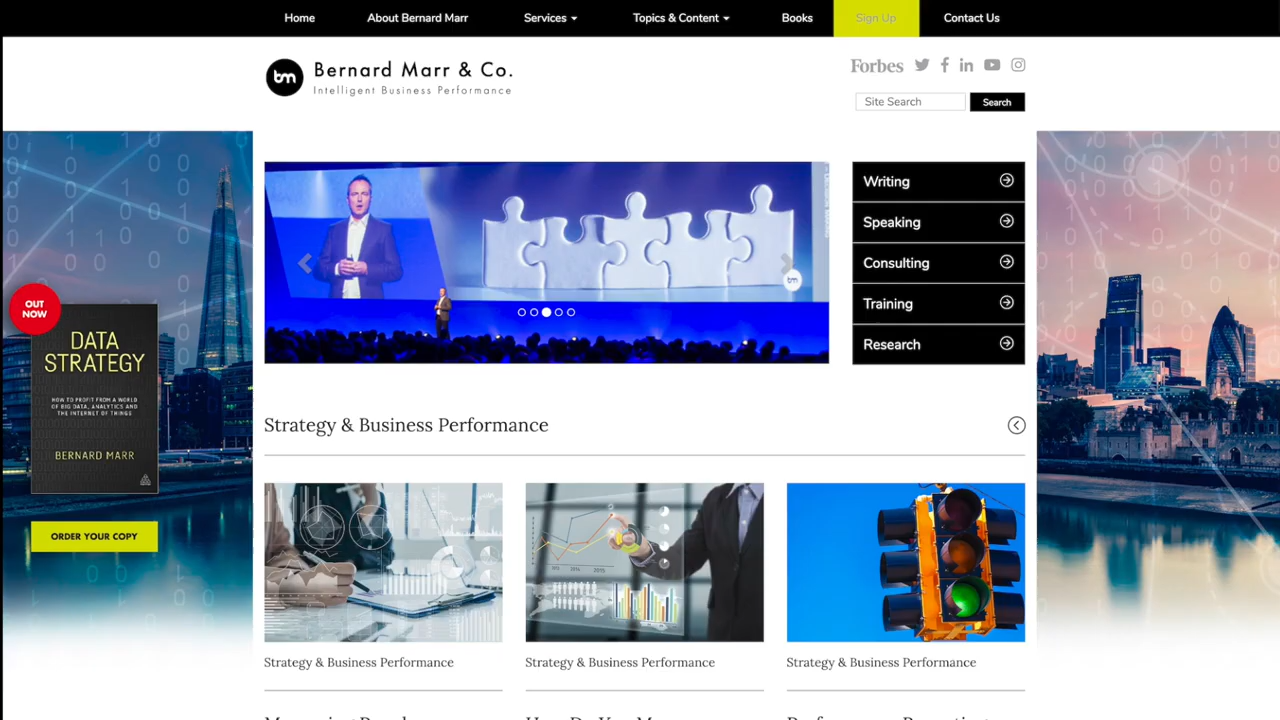 Home
About Bernard Marr
Services
Topics & Content
Books
Sign Up
Contact Us
bm
Bernard Marr & Co.
Intelligent Business Performance
Forbes
Site Search
Search
Writing
Speaking
Consulting
Training
Research
bm
OUT
NOW
DATA
STRATEGY
HOW TO PROFIT FROM A WORLD
OF BIG DATA, ANALYTICS AND
THE INTERNET OF THINGS
BERNARD MARR
ORDER YOUR COPY
Strategy & Business Performance
Strategy & Business Performance
Strategy & Business Performance
Strategy & Business Performance